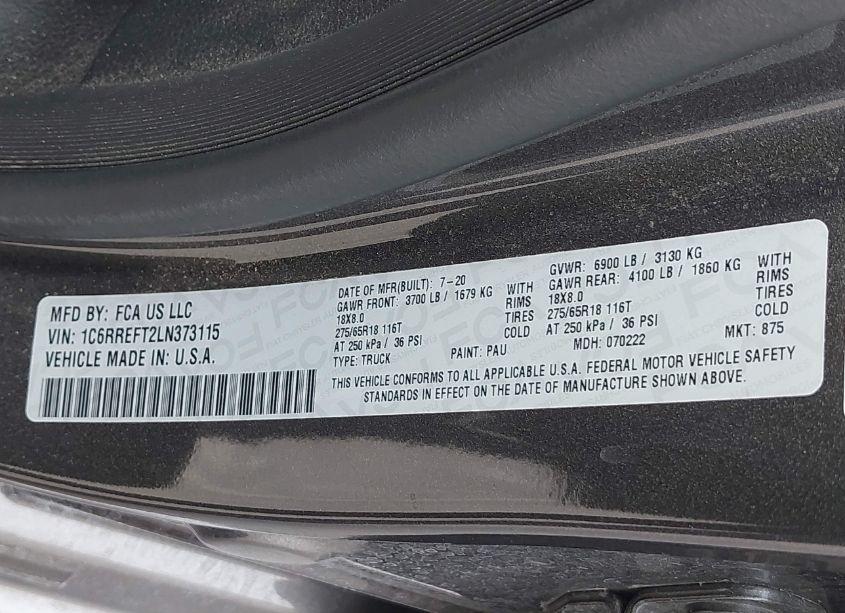 MFD BY: FCA US LLC
VIN: 1C6RREFT2LN373115
VEHICLE MADE IN: U.S.A.
DATE OF MFR(BUILT): 7-20
GAWR FRONT: 3700 LB / 1679 KG WITH
18X8.0 RIMS
275/65R18 116T TIRES
AT 250 kPa / 36 PSI COLD
TYPE: TRUCK PAINT: PAU
GVWR: 6900 LB / 3130 KG
GAWR REAR: 4100 LB / 1860 KG WITH
18X8.0 RIMS
275/65R18 116T TIRES
AT 250 kPa / 36 PSI COLD
MDH: 070222 MKT: 875
THIS VEHICLE CONFORMS TO ALL APPLICABLE U.S.A. FEDERAL MOTOR VEHICLE SAFETY
STANDARDS IN EFFECT ON THE DATE OF MANUFACTURE SHOWN ABOVE.